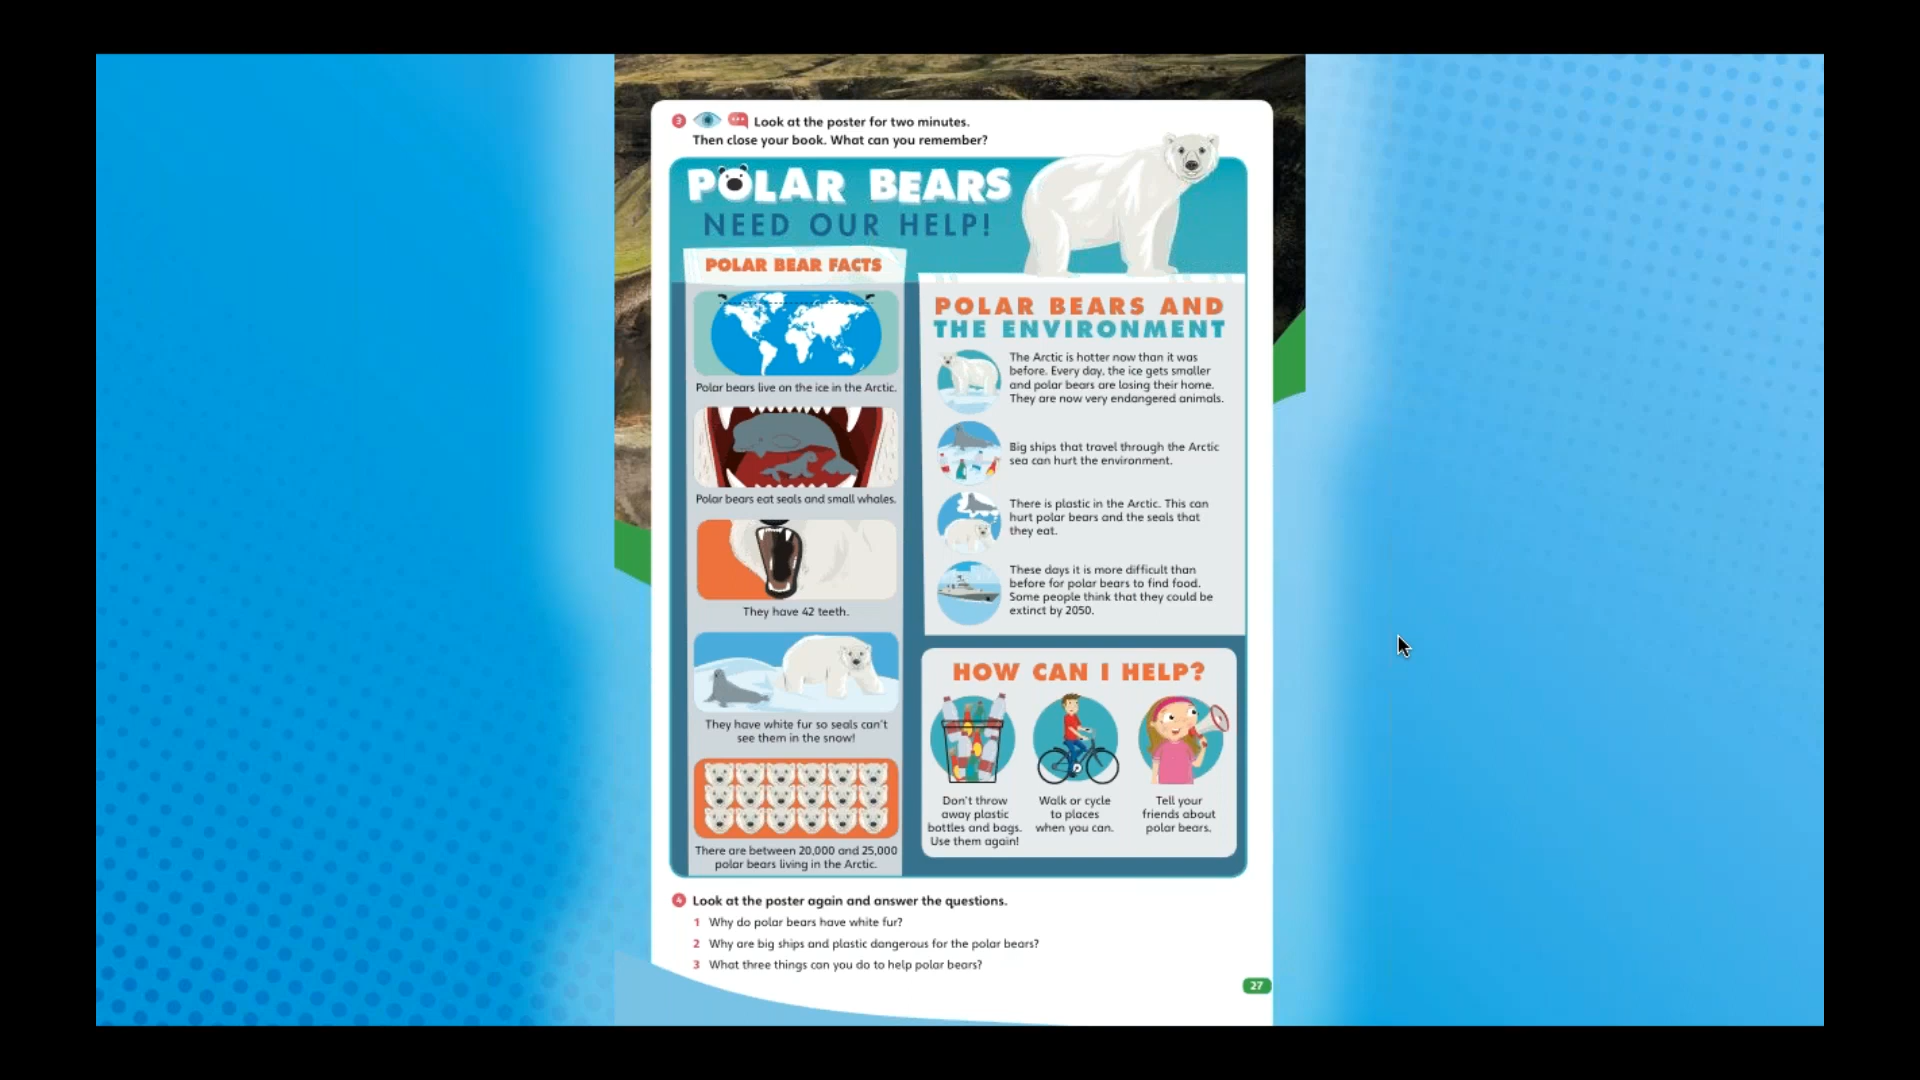 3 Look at the poster for two minutes.
Then close your book. What can you remember?
POLAR BEARS
NEED OUR HELP!
POLAR BEAR FACTS
Polar bears live on the ice in the Arctic.
Polar bears eat seals and small whales.
They have 42 teeth.
They have white fur so seals can't
see them in the snow!
There are between 20,000 and 25,000
polar bears living in the Arctic.
POLAR BEARS AND
THE ENVIRONMENT
The Arctic is hotter now than it was
before. Every day, the ice gets smaller
and polar bears are losing their home.
They are now very endangered animals.
Big ships that travel through the Arctic
sea can hurt the environment.
There is plastic in the Arctic. This can
hurt polar bears and the seals that
they eat.
These days it is more difficult than
before for polar bears to find food.
Some people think that they could be
extinct by 2050.
HOW CAN I HELP?
Don't throw
away plastic
bottles and bags.
Use them again!
Walk or cycle
to places
when you can.
Tell your
friends about
polar bears.
4 Look at the poster again and answer the questions.
1 Why do polar bears have white fur?
2 Why are big ships and plastic dangerous for the polar bears?
3 What three things can you do to help polar bears?
27